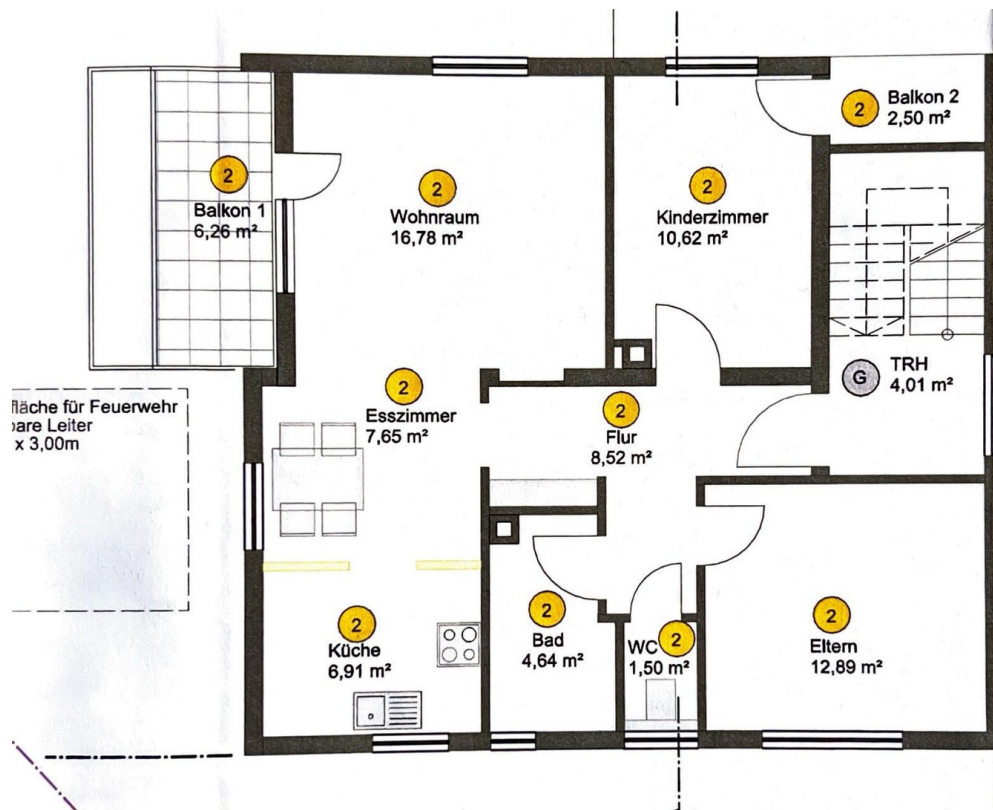 2
Balkon 2
2,50 m²
2
Balkon 1
6,26 m²
2
Wohnraum
16,78 m²
2
Kinderzimmer
10,62 m²
G
TRH
4,01 m²
2
Esszimmer
7,65 m²
2
Flur
8,52 m²
fläche für Feuerwehr
bare Leiter
x 3,00m
2
Küche
6,91 m²
2
Bad
4,64 m²
2
WC
1,50 m²
2
Eltern
12,89 m²